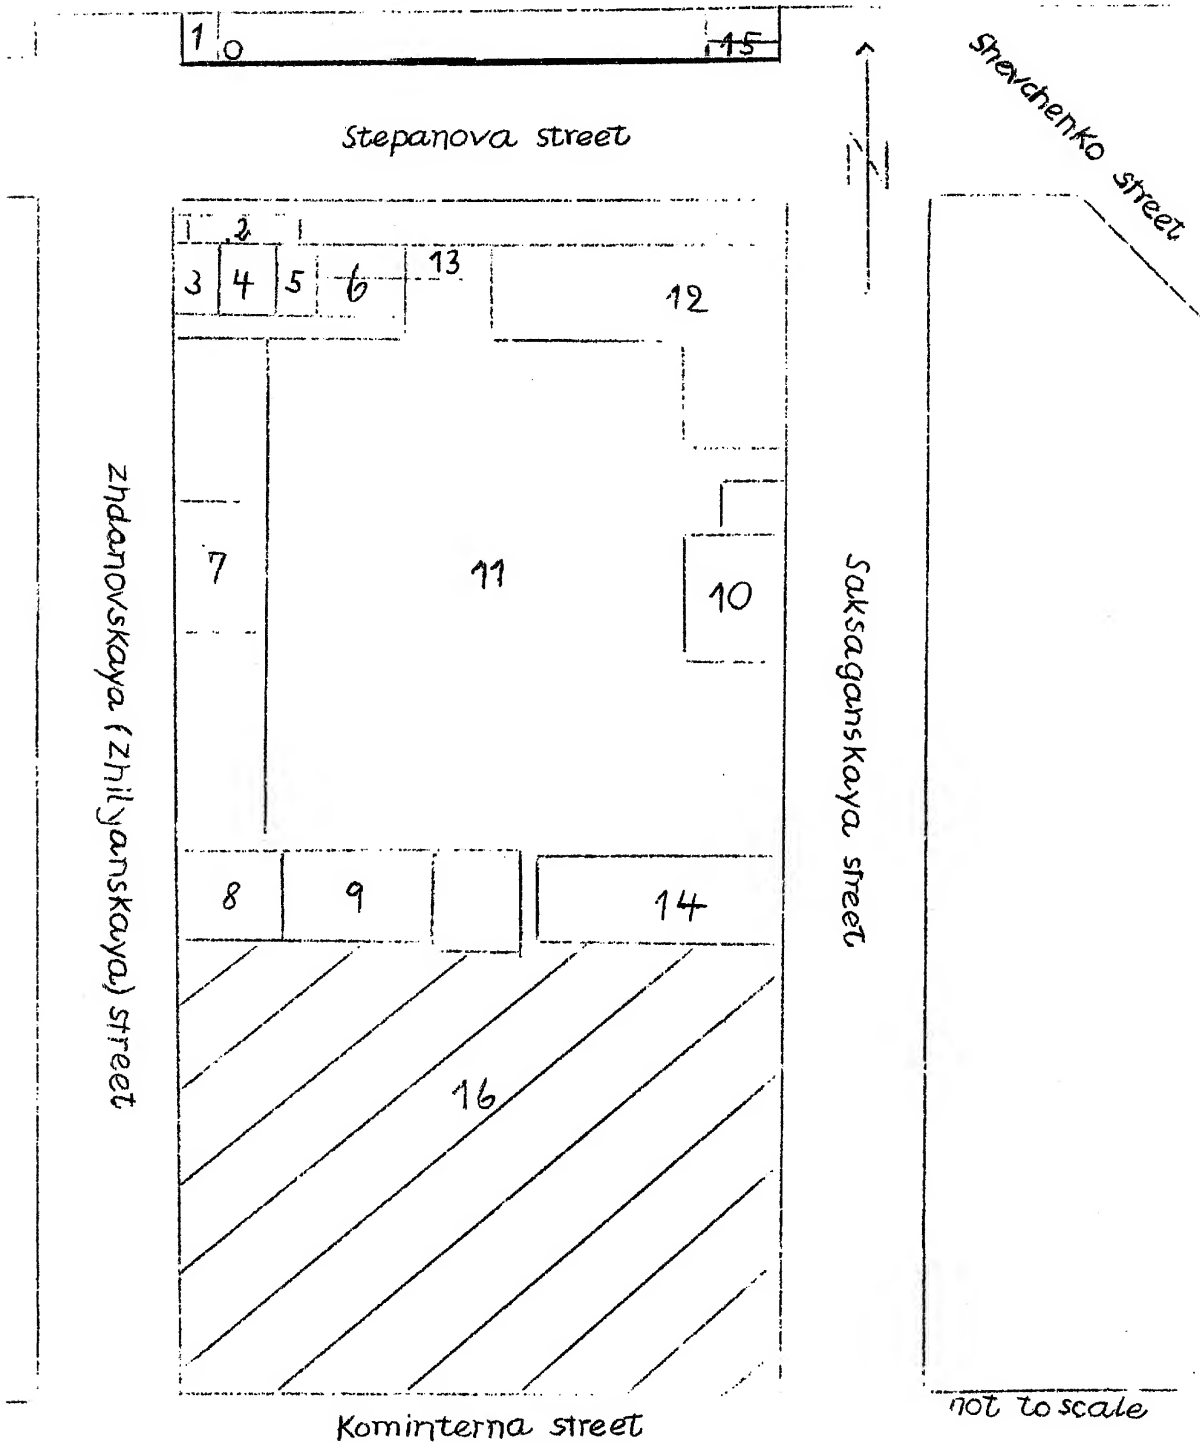 1
15
Shevchenko street
Stepanova street
N
2
3 4 5 6 13 12
7 11 10
Zhdanovskaya (Zhilyanskaya) street
Saksaganskaya street
8 9 14
16
not to scale
Kominterna street